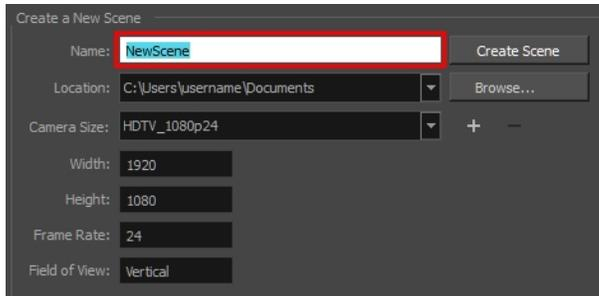 Create a New Scene
Name: NewScene Create Scene
Location: C:\Users\username\Documents Browse...
Camera Size: HDTV_1080p24 + −
Width: 1920
Height: 1080
Frame Rate: 24
Field of View: Vertical